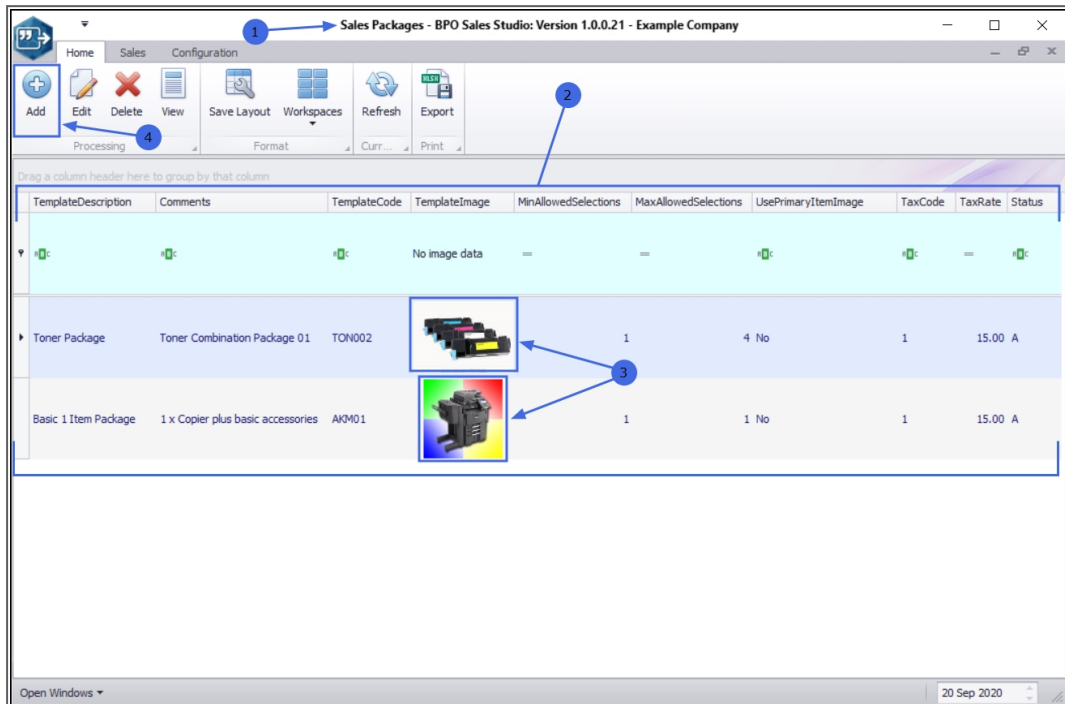 1
Sales Packages - BPO Sales Studio: Version 1.0.0.21 - Example Company
Home Sales Configuration
Add Edit Delete View Save Layout Workspaces Refresh Export
XLSX
2
4
Processing Format Curr... Print
Drag a column header here to group by that column
TemplateDescription Comments TemplateCode TemplateImage MinAllowedSelections MaxAllowedSelections UsePrimaryItemImage TaxCode TaxRate Status
No image data = =  =
Toner Package Toner Combination Package 01 TON002 1 4 No 1 15.00 A
3
Basic 1 Item Package 1 x Copier plus basic accessories AKM01 1 1 No 1 15.00 A
Open Windows 20 Sep 2020